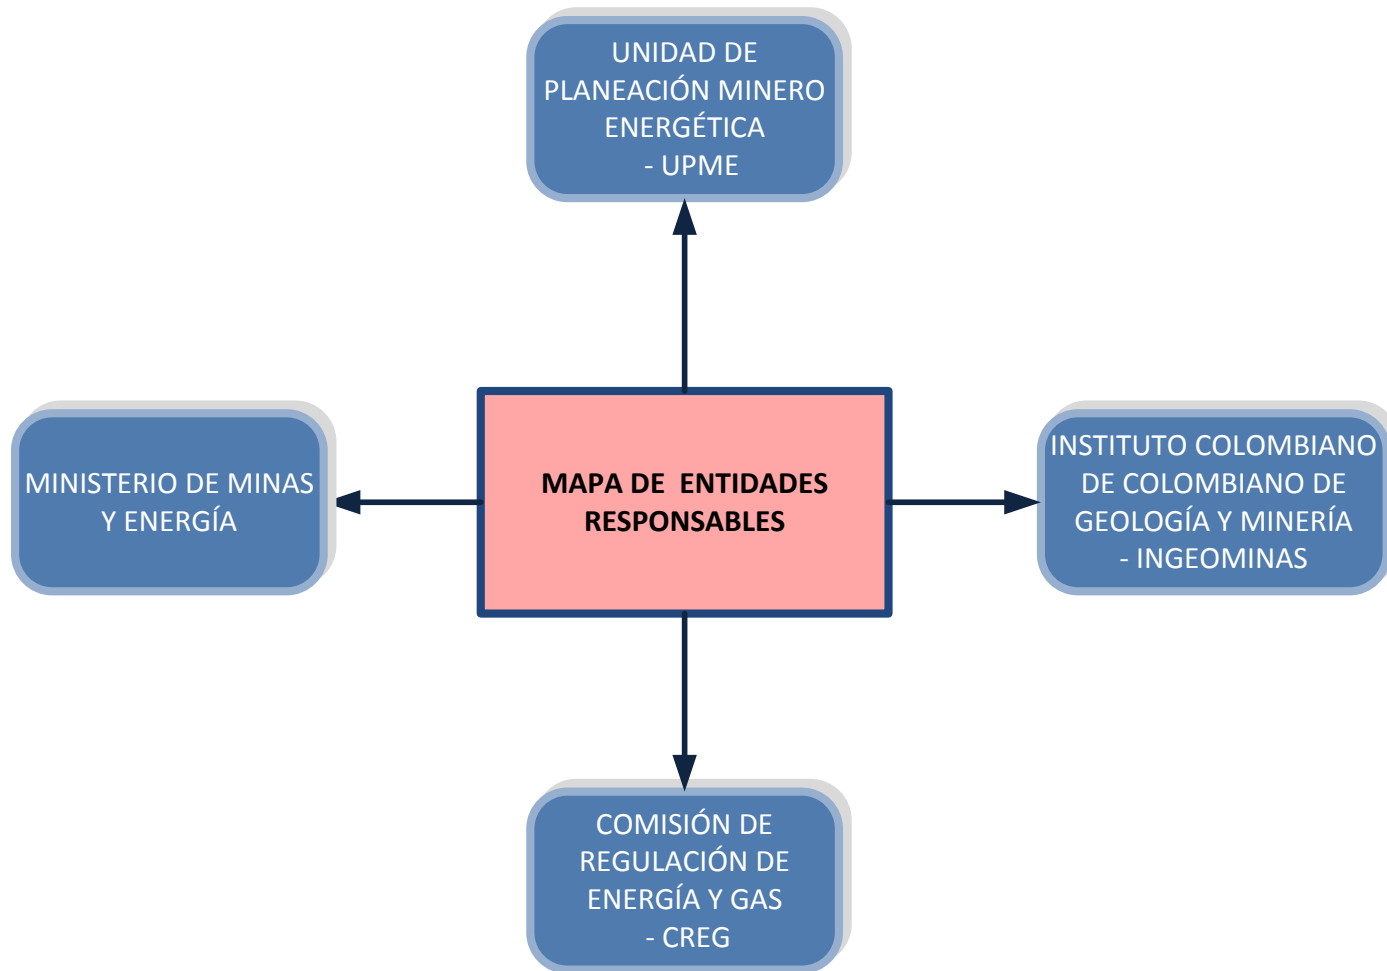 UNIDAD DE
PLANEACIÓN MINERO
ENERGÉTICA
- UPME
MINISTERIO DE MINAS
Y ENERGÍA
MAPA DE ENTIDADES
RESPONSABLES
INSTITUTO COLOMBIANO
DE COLOMBIANO DE
GEOLOGÍA Y MINERÍA
- INGEOMINAS
COMISIÓN DE
REGULACIÓN DE
ENERGÍA Y GAS
- CREG